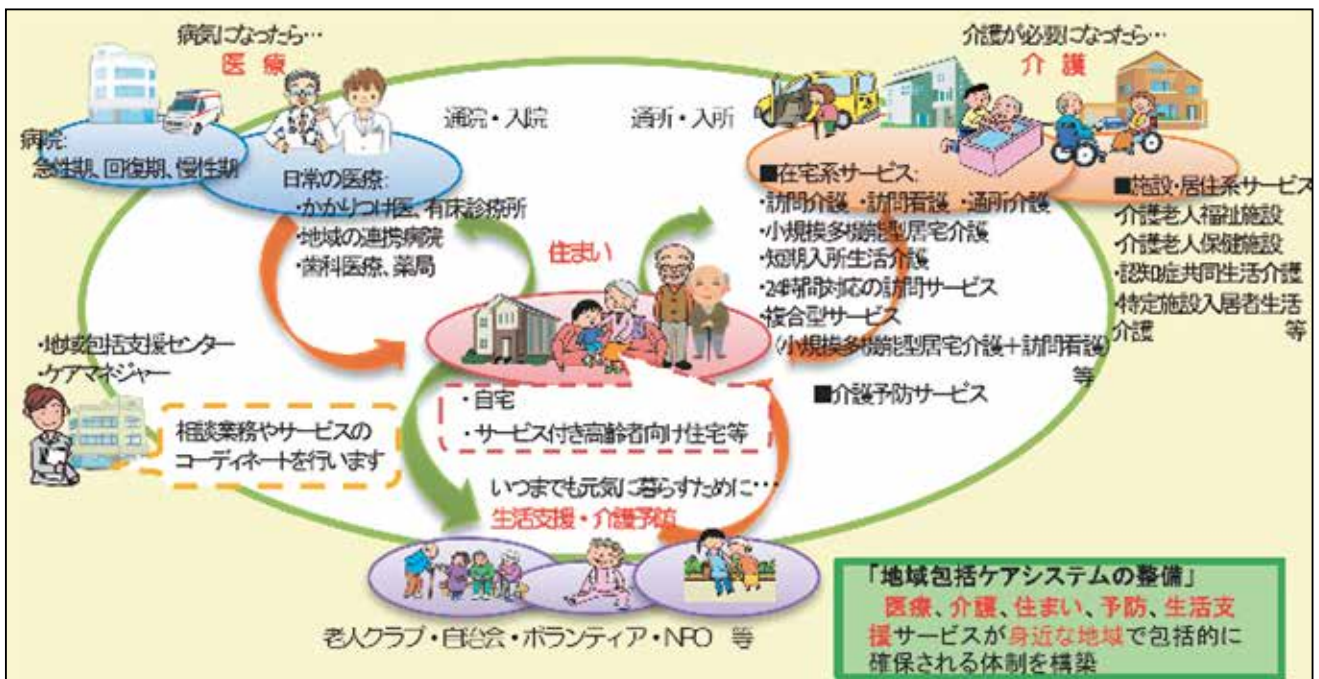 病気になったら…
医 療
病院:
急性期、回復期、慢性期
日常の医療:
・かかりつけ医、有床診療所
・地域の連携病院
・歯科医療、薬局
通院・入院
通所・入所
介護が必要になったら…
介 護
■在宅系サービス:
・訪問介護 ・訪問看護 ・通所介護
・小規模多機能型居宅介護
・短期入所生活介護
・24時間対応の訪問サービス
・複合型サービス
(小規模多機能型居宅介護＋訪問看護)
等
■介護予防サービス
■施設・居住系サービス
・介護老人福祉施設
・介護老人保健施設
・認知症共同生活介護
・特定施設入居者生活
介護 等
住まい
・自宅
・サービス付き高齢者向け住宅等
・地域包括支援センター
・ケアマネジャー
相談業務やサービスの
コーディネートを行います
いつまでも元気に暮らすために…
生活支援・介護予防
老人クラブ・自治会・ボランティア・NPO 等
「地域包括ケアシステムの整備」
医療、介護、住まい、予防、生活支
援サービスが身近な地域で包括的に
確保される体制を構築